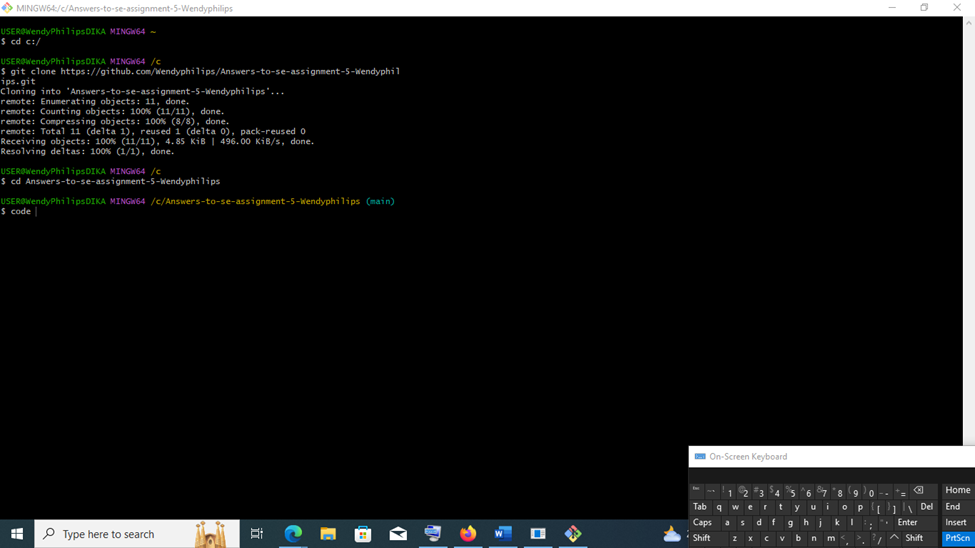 MINGW64:/c/Answers-to-se-assignment-5-Wendyphilips
USER@WendyPhilipsDIKA MINGW64 ~
$ cd c:/
USER@WendyPhilipsDIKA MINGW64 /c
$ git clone https://github.com/Wendyphilips/Answers-to-se-assignment-5-Wendyphil
ips.git
Cloning into 'Answers-to-se-assignment-5-Wendyphilips'...
remote: Enumerating objects: 11, done.
remote: Counting objects: 100% (11/11), done.
remote: Compressing objects: 100% (8/8), done.
remote: Total 11 (delta 1), reused 1 (delta 0), pack-reused 0
Receiving objects: 100% (11/11), 4.85 KiB | 496.00 KiB/s, done.
Resolving deltas: 100% (1/1), done.
USER@WendyPhilipsDIKA MINGW64 /c
$ cd Answers-to-se-assignment-5-Wendyphilips
USER@WendyPhilipsDIKA MINGW64 /c/Answers-to-se-assignment-5-Wendyphilips (main)
$ code
On-Screen Keyboard
! 1 @ 2 # 3 $ 4 % 5 ^ 6 & 7 * 8 ( 9 ) 0 _ - + = Home
Tab q w e r t y u i o p { [ } ] | \ Del End
Caps a s d f g h j k l : ; " ' Enter Insert
Shift z x c v b n m < , > . ? / ^ Shift PrtScn
Type here to search
2